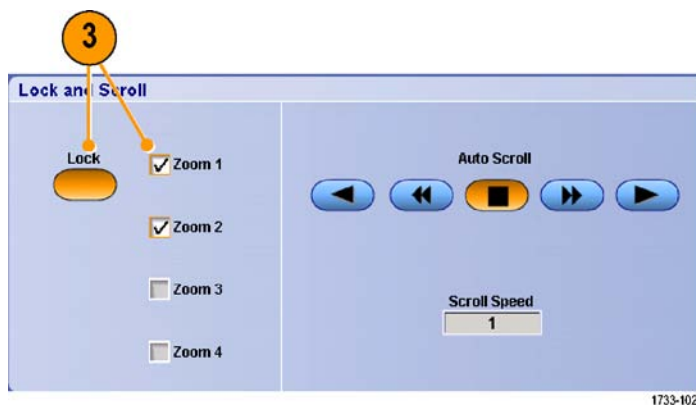 3
Lock and Scroll
Lock
Zoom 1
Auto Scroll
Zoom 2
Zoom 3
Scroll Speed
1
Zoom 4
1733-102